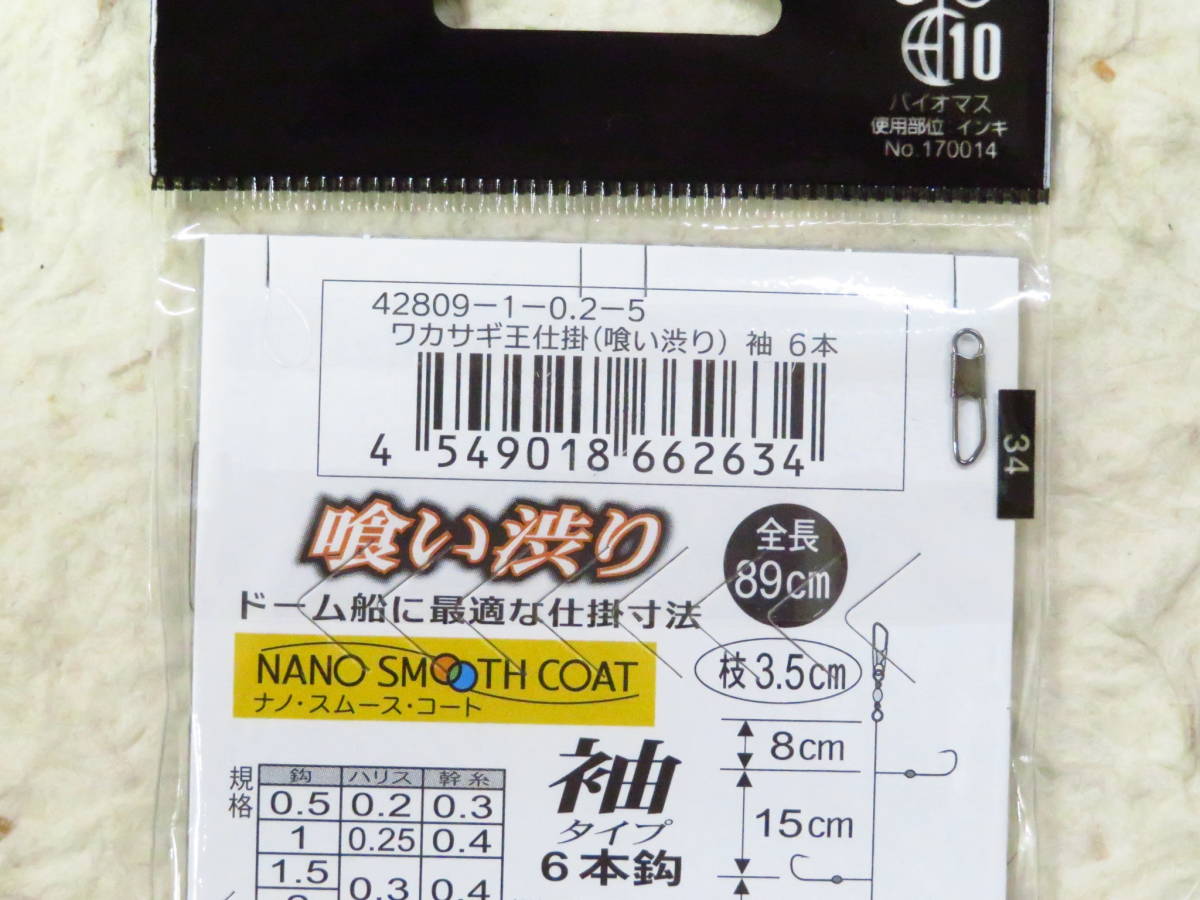 10
バイオマス
使用部位 インキ
No.170014
42809-1-0.2-5
ワカサギ王仕掛(喰い渋り) 袖 6本
4 549018 662634
34
喰い渋り
全長
89cm
ドーム船に最適な仕掛寸法
NANO SMOOTH COAT
ナノ・スムース・コート
枝3.5cm
8cm
15cm
袖
タイプ
6本鈎
規格
鈎 ハリス 幹糸
0.5 0.2 0.3
1 0.25 0.4
1.5
0.3 0.4